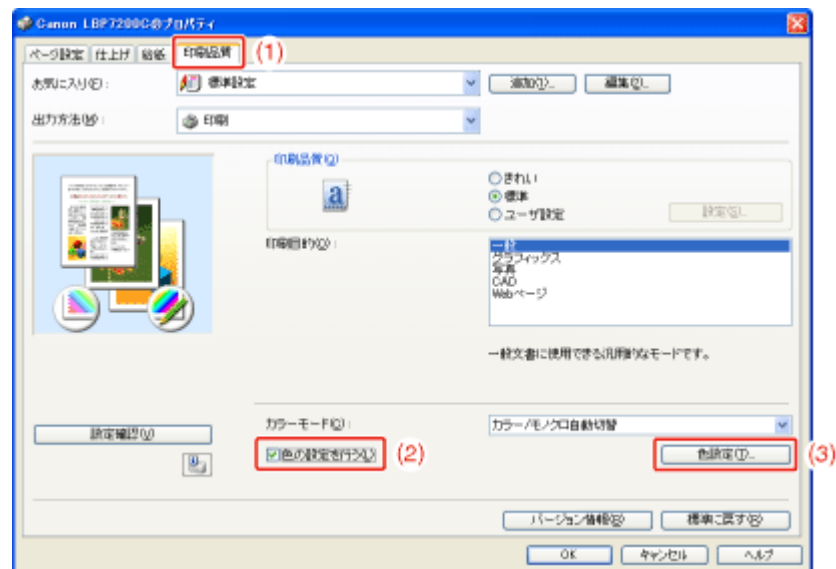 Canon LBP7200Cのプロパティ
ページ設定 仕上げ 給紙 印刷品質 (1)
お気に入り(F): 標準設定 追加(1)... 編集(2)...
出力方法(M): 印刷
印刷品質(Q)
a
きれい
標準
ユーザ設定 設定(S)...
印刷目的(O):
一般
グラフィックス
写真
CAD
Webページ
一般文書に使用できる汎用的なモードです。
設定確認(V)
カラーモード(O): カラー/モノクロ自動切替
色の設定を行う(L) (2) 色設定(T)... (3)
バージョン情報(B) 標準に戻す(R)
OK キャンセル ヘルプ